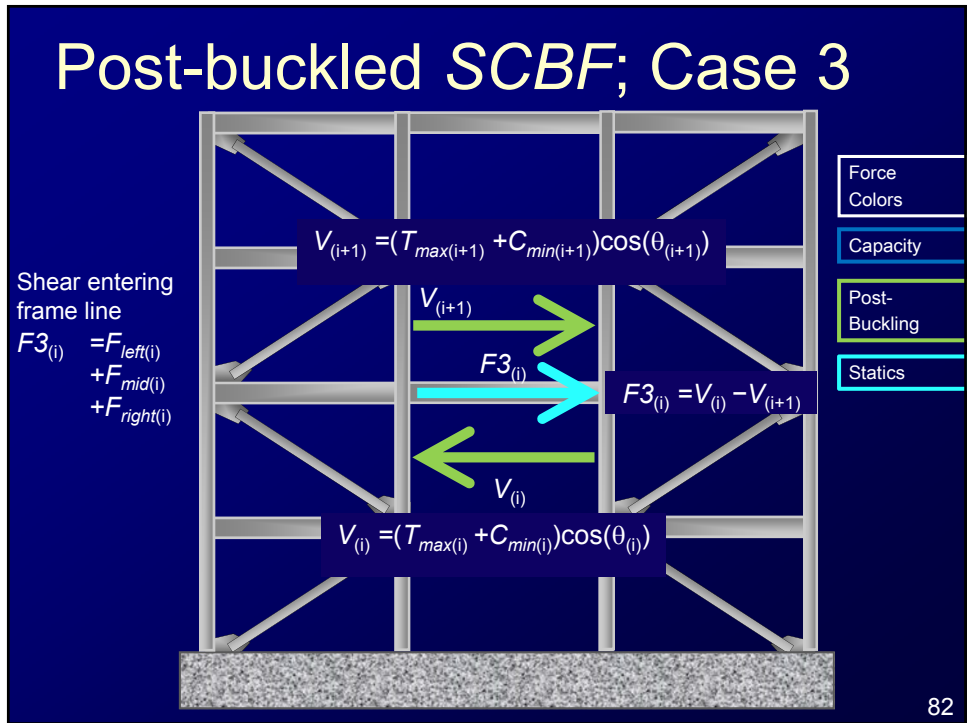 Post-buckled SCBF; Case 3
Force
Colors
V(i+1) =(Tmax(i+1) +Cmin(i+1))cos(θ(i+1))
Capacity
Shear entering
frame line
F3(i) =Fleft(i)
+Fmid(i)
+Fright(i)
V(i+1)
Post-
Buckling
F3(i)
F3(i) =V(i) −V(i+1)
Statics
V(i)
V(i) =(Tmax(i) +Cmin(i))cos(θ(i))
82